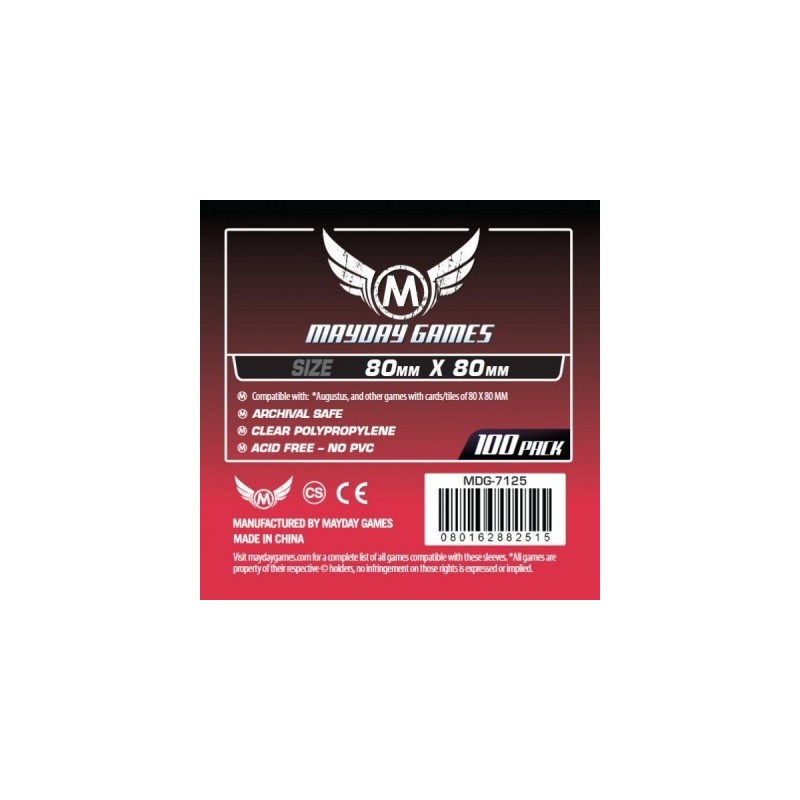 M
MAYDAY GAMES
SIZE 80MM X 80MM
M Compatible with: *Augustus, and other games with cards/tiles of 80 X 80 MM
M ARCHIVAL SAFE
M CLEAR POLYPROPYLENE
M ACID FREE – NO PVC
100 PACK
M CS CE
MDG-7125
080162882515
MANUFACTURED BY MAYDAY GAMES
MADE IN CHINA
Visit maydaygames.com for a complete list of all games compatible with these sleeves. *All games are
property of their respective © holders, no infringement on those rights is expressed or implied.